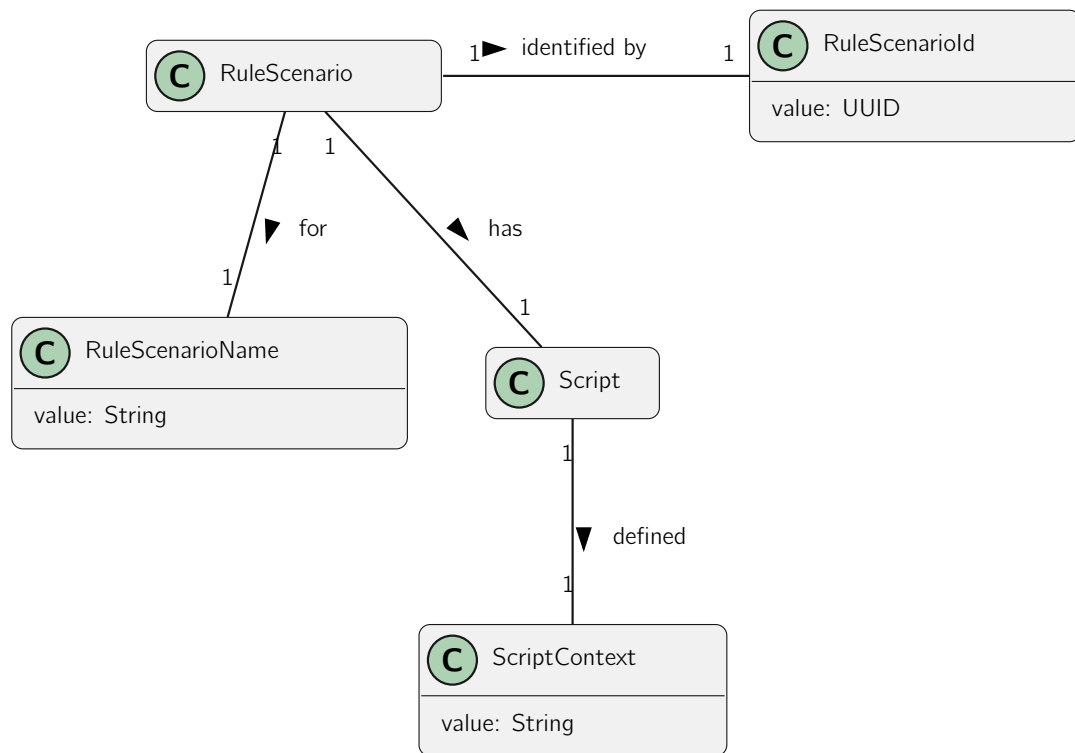 C RuleScenario
1 identified by 1
C RuleScenarioId
value: UUID
1
1
for
has
1
1
C RuleScenarioName
value: String
C Script
1
defined
1
C ScriptContext
value: String